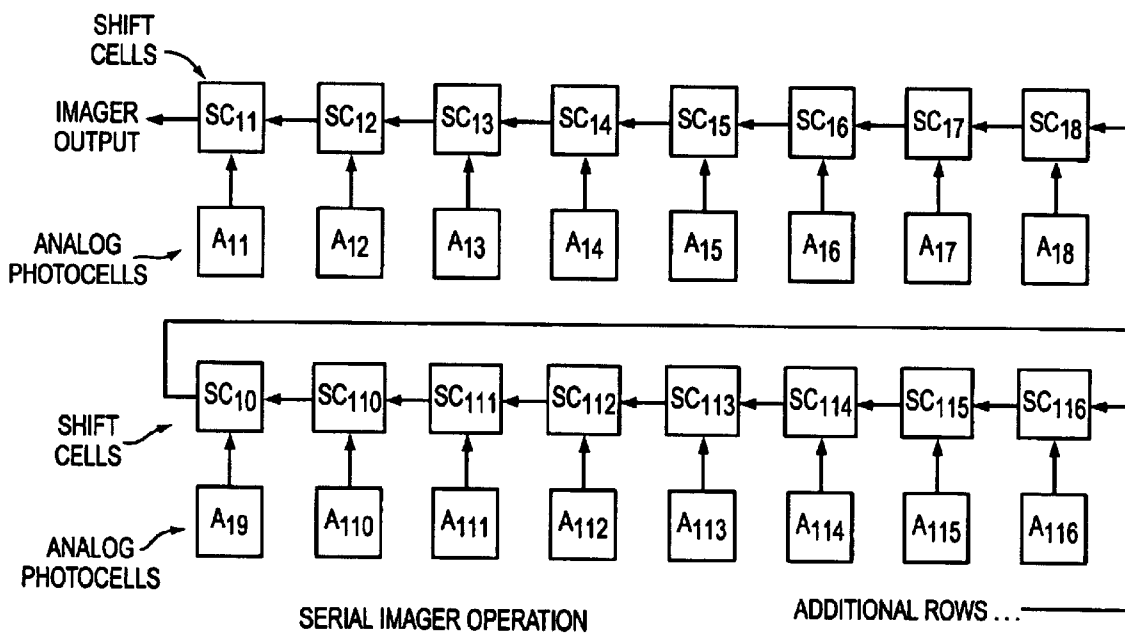 SHIFT
CELLS
IMAGER
OUTPUT
SC11 SC12 SC13 SC14 SC15 SC16 SC17 SC18
A11 A12 A13 A14 A15 A16 A17 A18
ANALOG
PHOTOCELLS
SC10 SC110 SC111 SC112 SC113 SC114 SC115 SC116
SHIFT
CELLS
A19 A110 A111 A112 A113 A114 A115 A116
ANALOG
PHOTOCELLS
SERIAL IMAGER OPERATION
ADDITIONAL ROWS ...